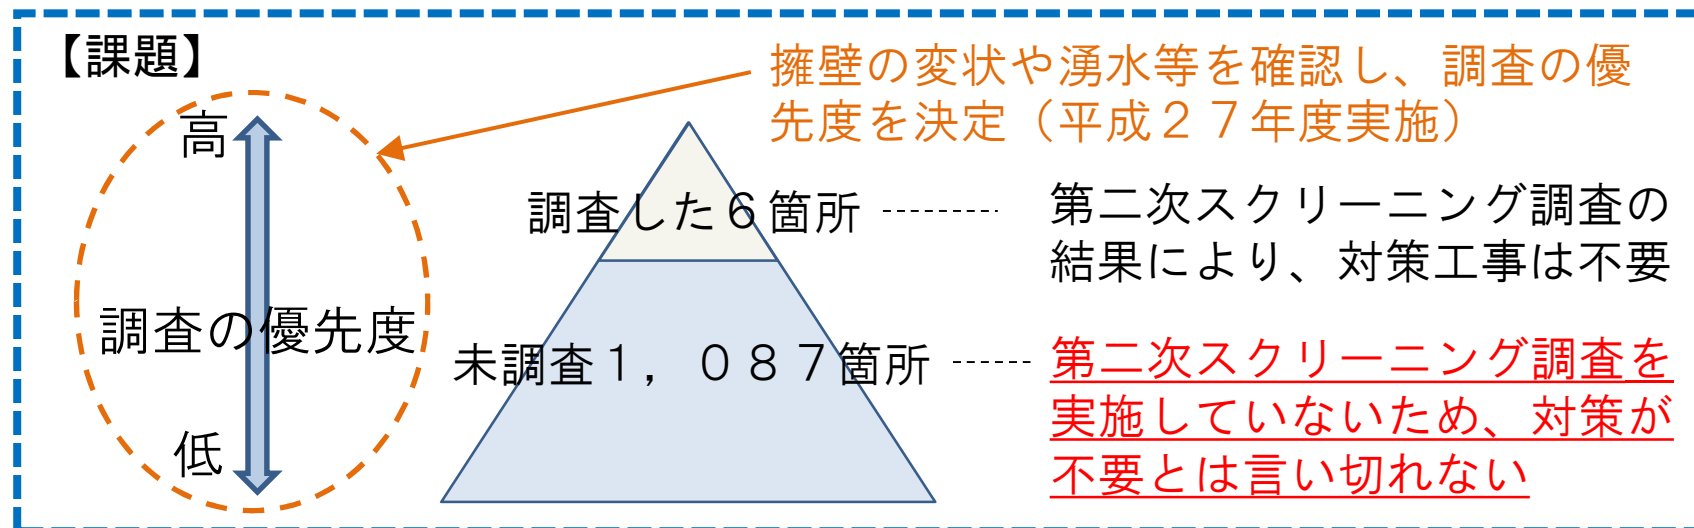 【課題】
擁壁の変状や湧水等を確認し、調査の優
先度を決定（平成２７年度実施）
高
調査の優先度
低
調査した６箇所
第二次スクリーニング調査の
結果により、対策工事は不要
未調査１，０８７箇所
第二次スクリーニング調査を
実施していないため、対策が
不要とは言い切れない